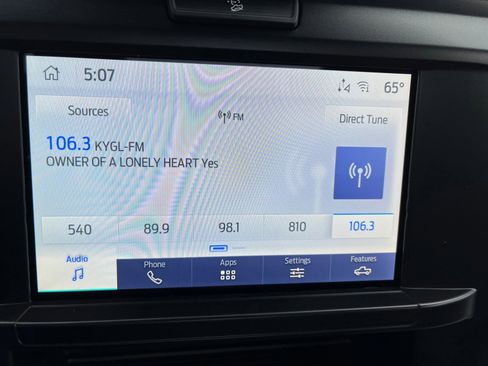 5:07
65°
Sources
FM
Direct Tune
106.3 KYGL-FM
OWNER OF A LONELY HEART Yes
540 89.9 98.1 810 106.3
Audio Phone Apps Settings Features